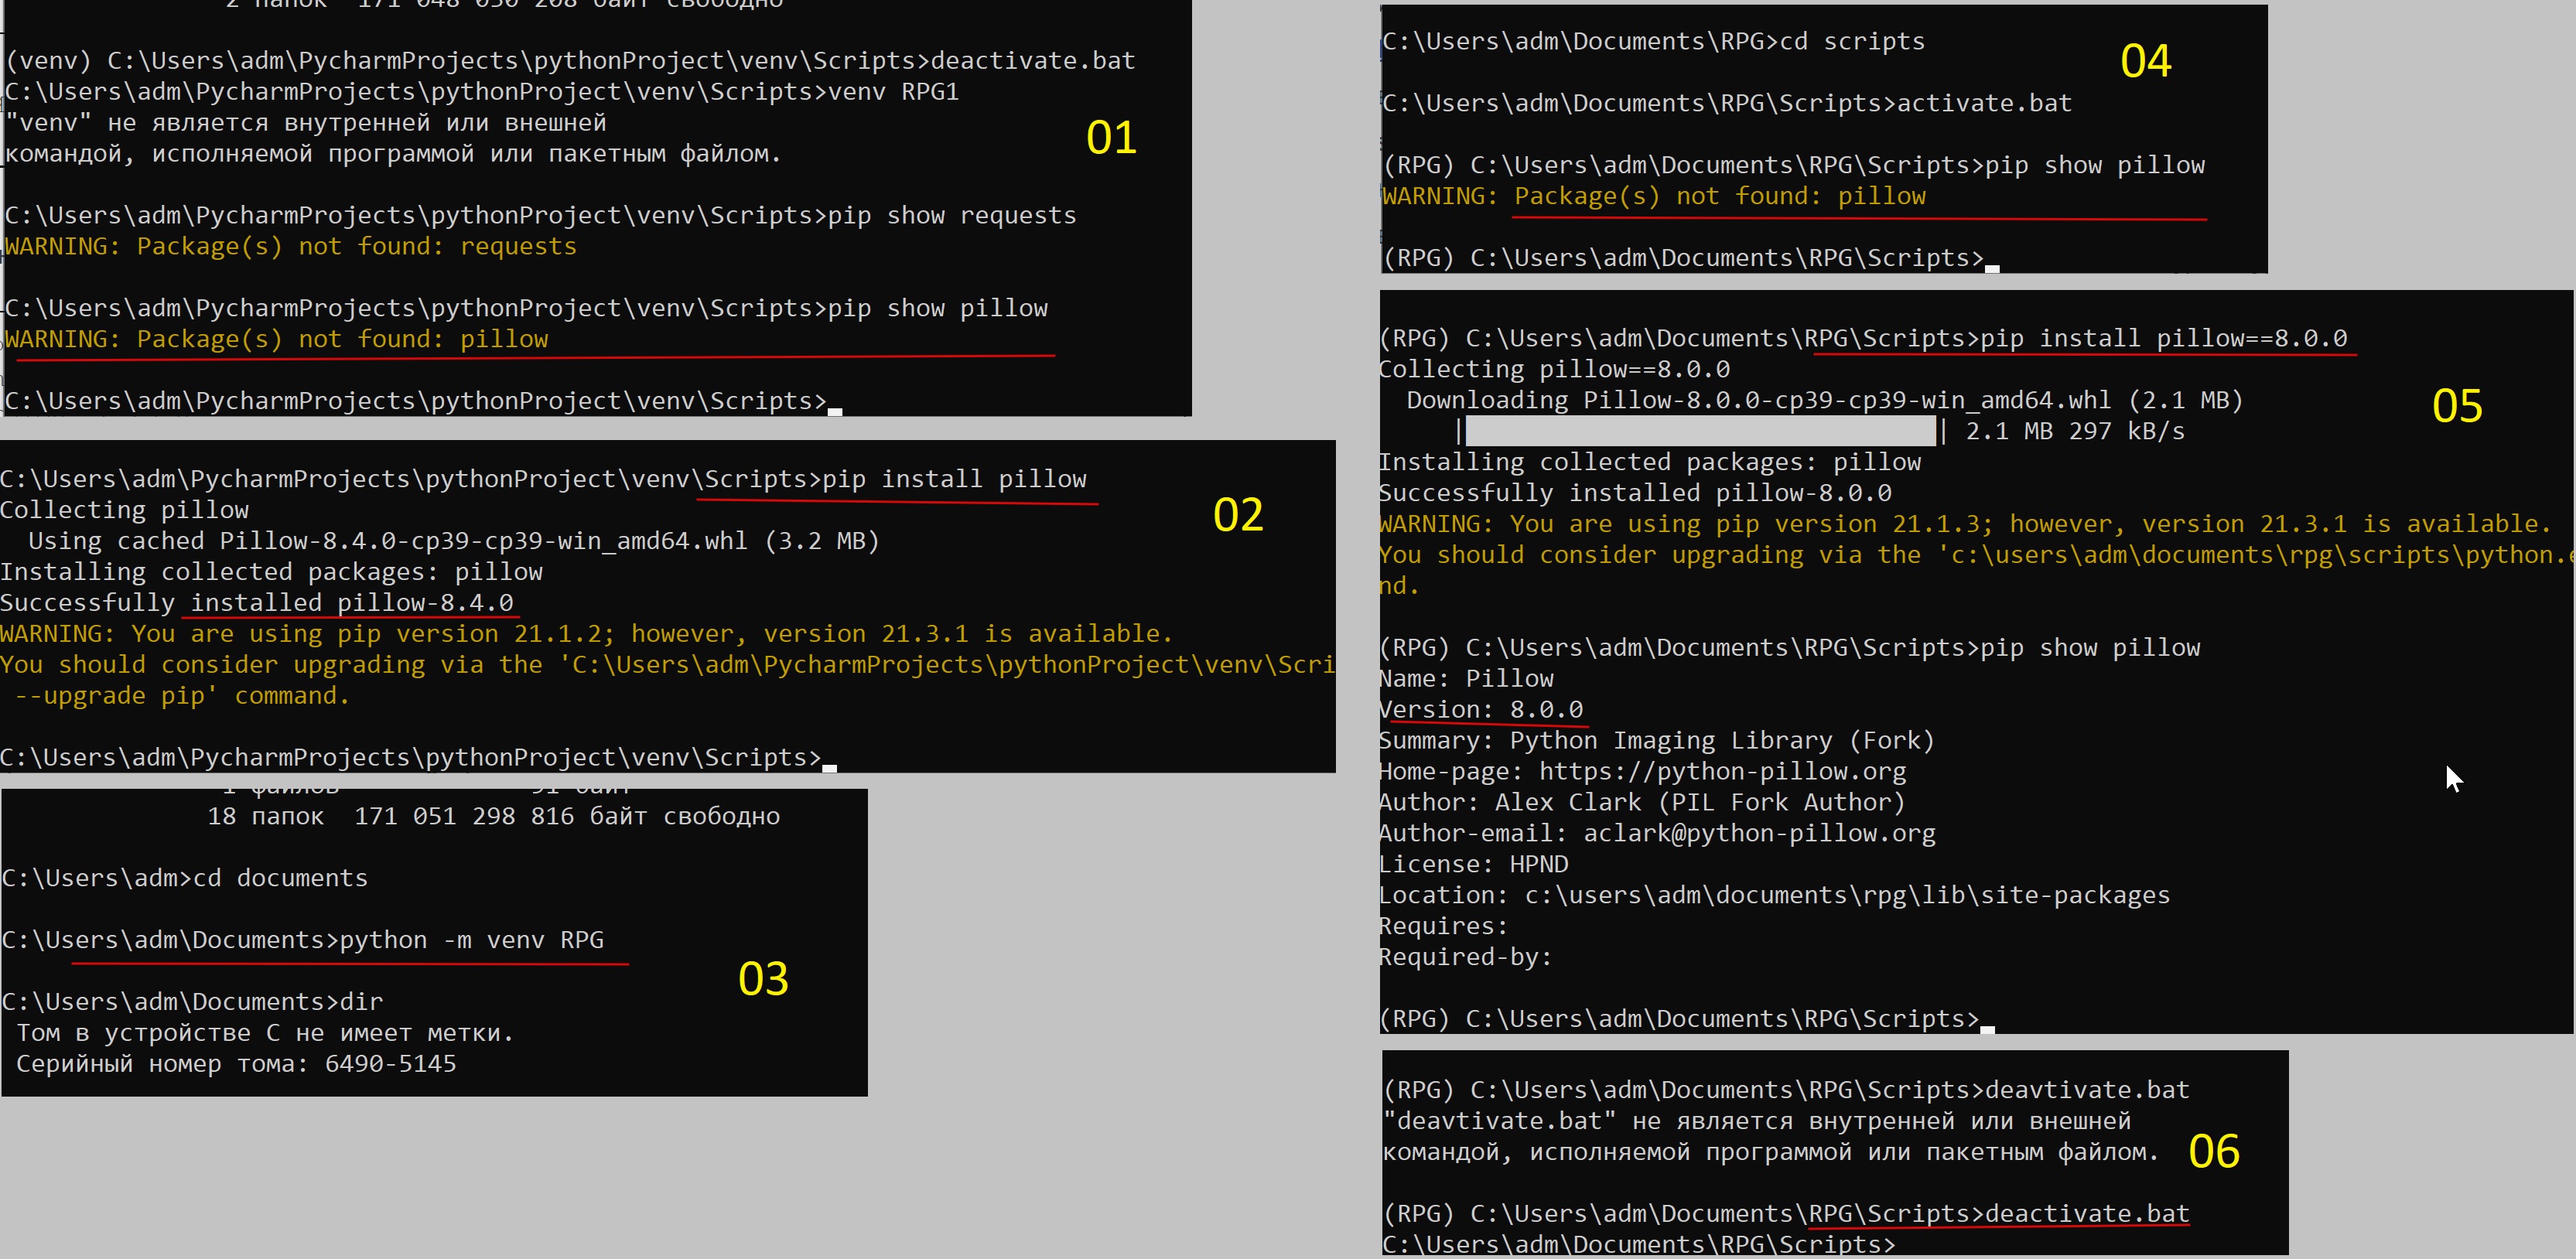 2 папок  171 048 050 208 байт свободно
(venv) C:\Users\adm\PycharmProjects\pythonProject\venv\Scripts>deactivate.bat
C:\Users\adm\PycharmProjects\pythonProject\venv\Scripts>venv RPG1
"venv" не является внутренней или внешней
командой, исполняемой программой или пакетным файлом.
01
C:\Users\adm\PycharmProjects\pythonProject\venv\Scripts>pip show requests
WARNING: Package(s) not found: requests
C:\Users\adm\PycharmProjects\pythonProject\venv\Scripts>pip show pillow
WARNING: Package(s) not found: pillow
C:\Users\adm\PycharmProjects\pythonProject\venv\Scripts>
C:\Users\adm\PycharmProjects\pythonProject\venv\Scripts>pip install pillow
Collecting pillow
02
Using cached Pillow-8.4.0-cp39-cp39-win_amd64.whl (3.2 MB)
Installing collected packages: pillow
Successfully installed pillow-8.4.0
WARNING: You are using pip version 21.1.2; however, version 21.3.1 is available.
You should consider upgrading via the 'C:\Users\adm\PycharmProjects\pythonProject\venv\Scri
--upgrade pip' command.
C:\Users\adm\PycharmProjects\pythonProject\venv\Scripts>
1 файлов 91 байт
18 папок  171 051 298 816 байт свободно
C:\Users\adm>cd documents
C:\Users\adm\Documents>python -m venv RPG
03
C:\Users\adm\Documents>dir
Том в устройстве C не имеет метки.
Серийный номер тома: 6490-5145
C:\Users\adm\Documents\RPG>cd scripts
04
C:\Users\adm\Documents\RPG\Scripts>activate.bat
(RPG) C:\Users\adm\Documents\RPG\Scripts>pip show pillow
WARNING: Package(s) not found: pillow
(RPG) C:\Users\adm\Documents\RPG\Scripts>
(RPG) C:\Users\adm\Documents\RPG\Scripts>pip install pillow==8.0.0
Collecting pillow==8.0.0
Downloading Pillow-8.0.0-cp39-cp39-win_amd64.whl (2.1 MB)
05
| | 2.1 MB 297 kB/s
Installing collected packages: pillow
Successfully installed pillow-8.0.0
WARNING: You are using pip version 21.1.3; however, version 21.3.1 is available.
You should consider upgrading via the 'c:\users\adm\documents\rpg\scripts\python.e
nd.
(RPG) C:\Users\adm\Documents\RPG\Scripts>pip show pillow
Name: Pillow
Version: 8.0.0
Summary: Python Imaging Library (Fork)
Home-page: https://python-pillow.org
Author: Alex Clark (PIL Fork Author)
Author-email: aclark@python-pillow.org
License: HPND
Location: c:\users\adm\documents\rpg\lib\site-packages
Requires:
Required-by:
(RPG) C:\Users\adm\Documents\RPG\Scripts>
(RPG) C:\Users\adm\Documents\RPG\Scripts>deavtivate.bat
"deavtivate.bat" не является внутренней или внешней
командой, исполняемой программой или пакетным файлом.
06
(RPG) C:\Users\adm\Documents\RPG\Scripts>deactivate.bat
C:\Users\adm\Documents\RPG\Scripts>